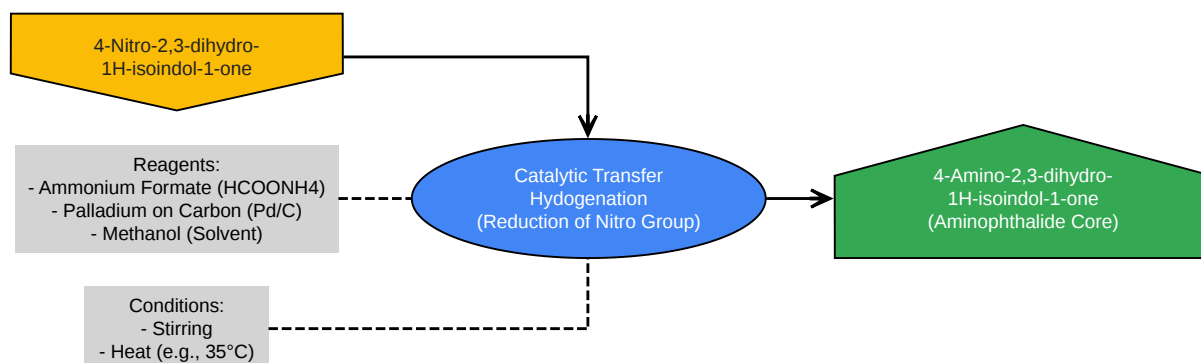 4-Nitro-2,3-dihydro-
1H-isoindol-1-one
Reagents:
- Ammonium Formate (HCOONH4)
- Palladium on Carbon (Pd/C)
- Methanol (Solvent)
Catalytic Transfer
Hydogenation
(Reduction of Nitro Group)
4-Amino-2,3-dihydro-
1H-isoindol-1-one
(Aminophthalide Core)
Conditions:
- Stirring
- Heat (e.g., 35°C)